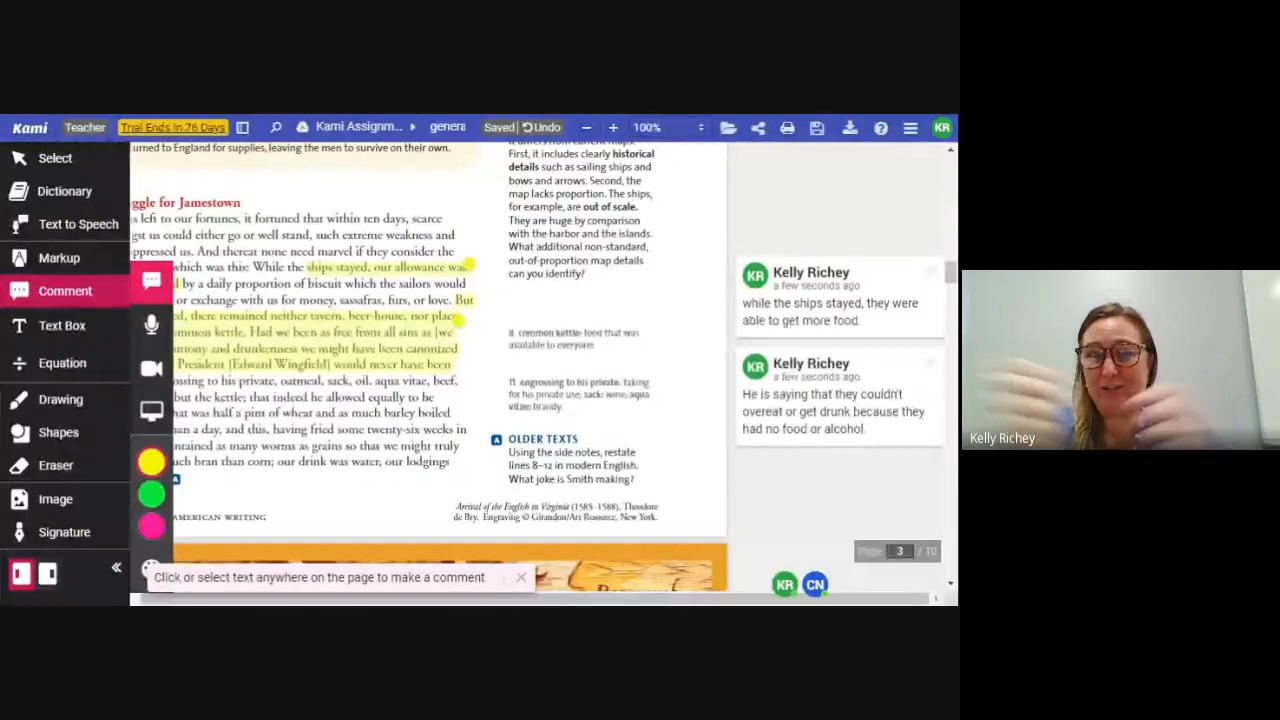 Kami Teacher Trial Ends In 76 Days Kami Assignm... genera Saved Undo 100% KR
Select
Dictionary
Text to Speech
Markup
Comment
Text Box
Equation
Drawing
Shapes
Eraser
Image
Signature
urned to England for supplies, leaving the men to survive on their own.
ggle for Jamestown
s left to our fortunes, it fortuned that within ten days, scarce
gst us could either go or well stand, such extreme weakness and
ppressed us. And thereat none need marvel if they consider the
which was this: While the ships stayed, our allowance was
d by a daily proportion of biscuit which the sailors would
or exchange with us for money, sassafras, furs, or love. But
ed, there remained neither tavern, beer-house, nor place
ommon kettle. Had we been as free from all sins as [we
uttony and drunkenness we might have been canonized
President [Edward Wingfield] would never have been
ossing to his private, oatmeal, sack, oil, aqua vitae, beef,
but the kettle; that indeed he allowed equally to be
hat was half a pint of wheat and as much barley boiled
an a day, and this, having fried some twenty-six weeks in
ntained as many worms as grains so that we might truly
uch bran than corn; our drink was water, our lodgings
A
AMERICAN WRITING
it differs from current maps.
First, it includes clearly historical
details such as sailing ships and
bows and arrows. Second, the
map lacks proportion. The ships,
for example, are out of scale.
They are huge by comparison
with the harbor and the islands.
What additional non-standard,
out-of-proportion map details
can you identify?
8 common kettle: food that was
available to everyone
11 engrossing to his private: taking
for his private use; sack: wine; aqua
vitae: brandy.
A OLDER TEXTS
Using the side notes, restate
lines 8–12 in modern English.
What joke is Smith making?
Arrival of the English in Virginia (1585–1588), Theodore
de Bry. Engraving © Giraudon/Art Resource, New York.
Click or select text anywhere on the page to make a comment
KR Kelly Richey
a few seconds ago
while the ships stayed, they were
able to get more food.
KR Kelly Richey
a few seconds ago
He is saying that they couldn't
overeat or get drunk because they
had no food or alcohol.
Page 3 / 10
KR CN
Kelly Richey